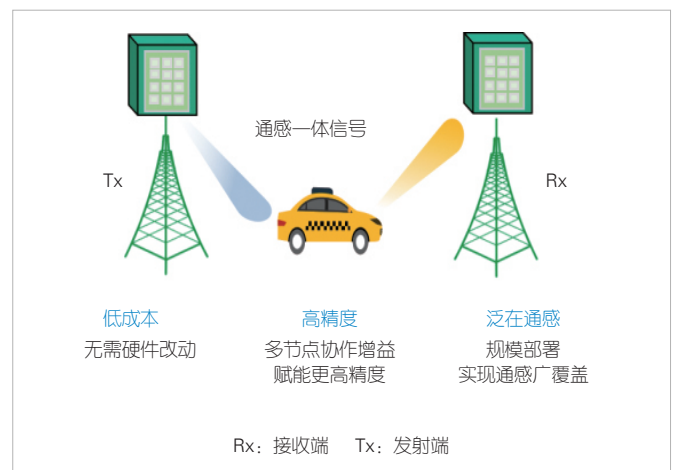 通感一体信号
Tx
Rx
低成本
高精度
泛在通感
无需硬件改动
多节点协作增益
赋能更高精度
规模部署
实现通感广覆盖
Rx：接收端 Tx：发射端